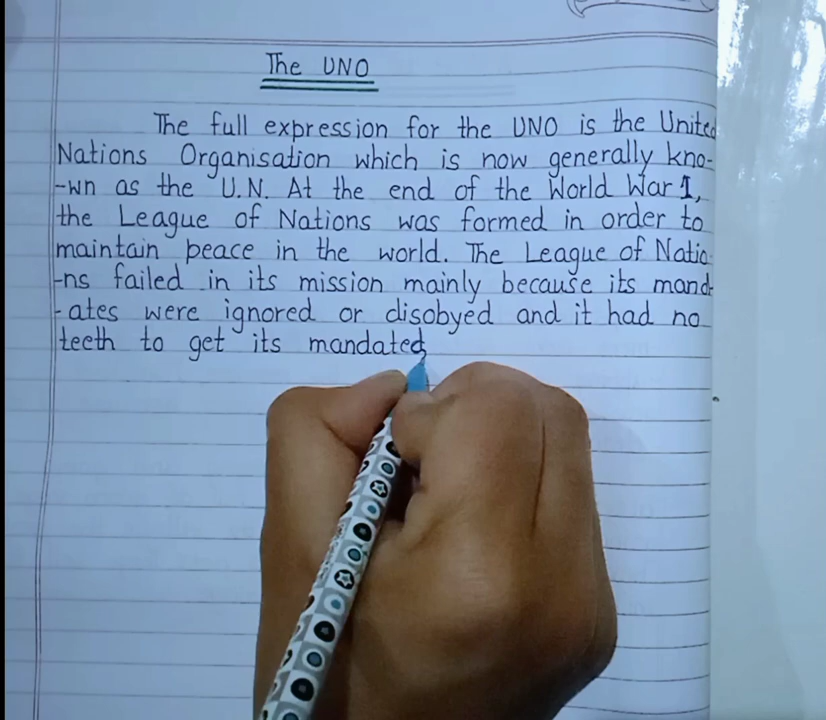 The UNO
The full expression for the UNO is the United
Nations Organisation which is now generally kno-
-wn as the U.N. At the end of the World War 1,
the League of Nations was formed in order to
maintain peace in the world. The League of Natio-
-ns failed in its mission mainly because its mand-
-ates were ignored or disobyed and it had no
teeth to get its mandated